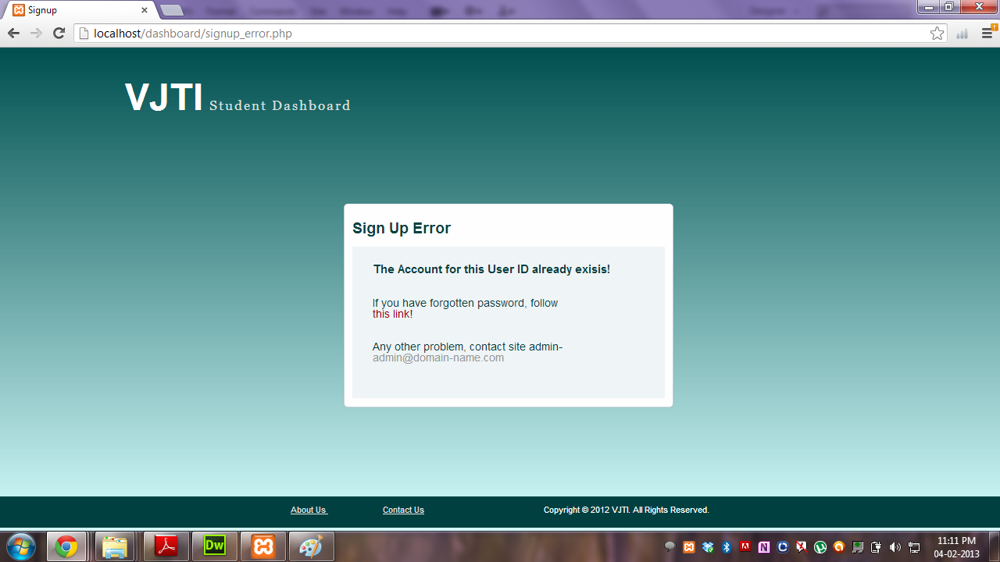 Signup
localhost/dashboard/signup_error.php
VJTI Student Dashboard
Sign Up Error
The Account for this User ID already exisis!
If you have forgotten password, follow
this link!
Any other problem, contact site admin-
admin@domain-name.com
About Us
Contact Us
Copyright © 2012 VJTI. All Rights Reserved.
Dw
11:11 PM
04-02-2013